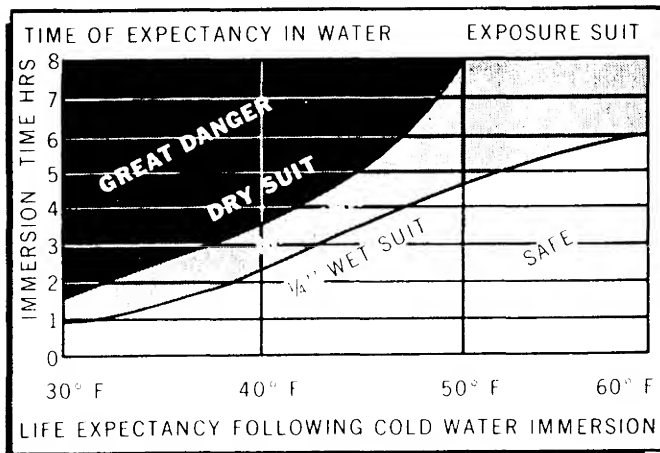 TIME OF EXPECTANCY IN WATER EXPOSURE SUIT
IMMERSION TIME HRS
8
7
6
5
4
3
2
1
0
GREAT DANGER
DRY SUIT
1/4" WET SUIT
SAFE
30° F 40° F 50° F 60° F
LIFE EXPECTANCY FOLLOWING COLD WATER IMMERSION